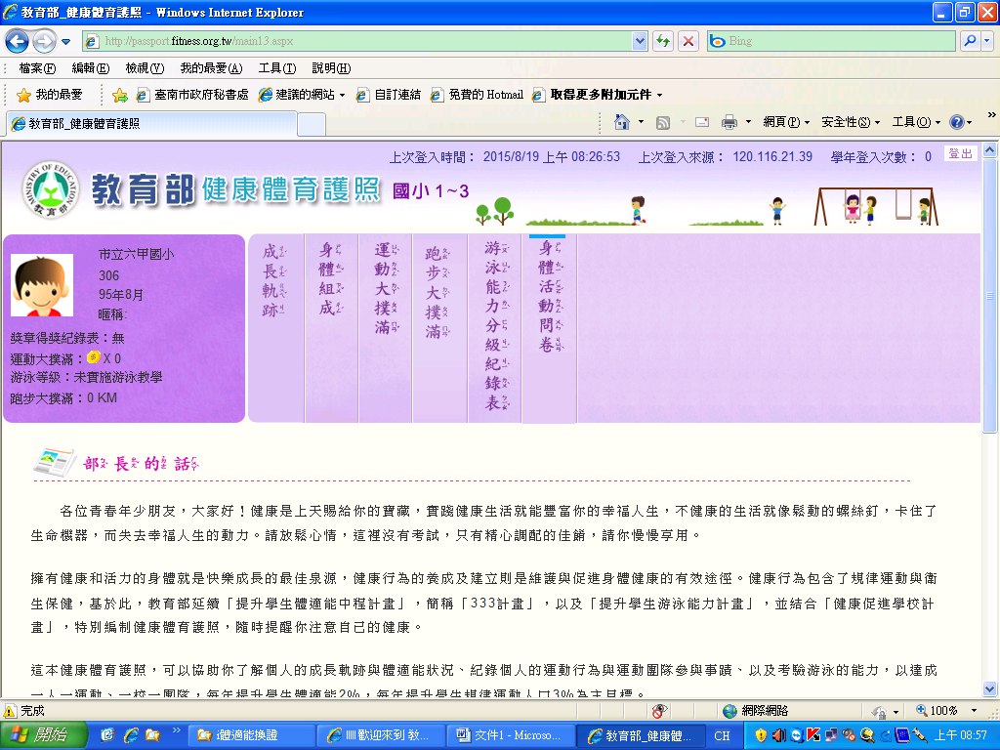 教育部_健康體育護照 - Windows Internet Explorer
http://passport.fitness.org.tw/main13.aspx
Bing
檔案(F) 編輯(E) 檢視(V) 我的最愛(A) 工具(T) 說明(H)
我的最愛 臺南市政府秘書處 建議的網站 自訂連結 免費的 Hotmail 取得更多附加元件
教育部_健康體育護照
網頁(P) 安全性(S) 工具(O) »
上次登入時間： 2015/8/19 上午 08:26:53 上次登入來源： 120.116.21.39 學年登入次數： 0 登出
MINISTRY OF EDUCATION 教育部
教育部健康體育護照 國小 1~3
市立六甲國小
306
95年8月
暱稱:
獎章得獎紀錄表：無
運動大撲滿： X 0
游泳等級：未實施游泳教學
跑步大撲滿：0 KM
成長軌跡
身體組成
運動大撲滿
跑步大撲滿
游泳能力分級紀錄表
身體活動問卷
部長的話
各位青春年少朋友，大家好！健康是上天賜給你的寶藏，實踐健康生活就能豐富你的幸福人生，不健康的生活就像鬆動的螺絲釘，卡住了
生命機器，而失去幸福人生的動力。請放鬆心情，這裡沒有考試，只有精心調配的佳餚，請你慢慢享用。
擁有健康和活力的身體就是快樂成長的最佳泉源，健康行為的養成及建立則是維護與促進身體健康的有效途徑。健康行為包含了規律運動與衛
生保健，基於此，教育部延續「提升學生體適能中程計畫」，簡稱「333計畫」，以及「提升學生游泳能力計畫」，並結合「健康促進學校計
畫」，特別編制健康體育護照，隨時提醒你注意自己的健康。
這本健康體育護照，可以協助你了解個人的成長軌跡與體適能狀況、紀錄個人的運動行為與運動團隊參與事蹟、以及考驗游泳的能力，以達成
一人一運動、一校一團隊，每年提升學生體適能2%，每年提升學生規律運動人口3%為主目標。
完成 網際網路 100%
開始 » i體適能換證 歡迎來到 教... 文件1 - Microso... 教育部_健康體... CH 上午 08:57